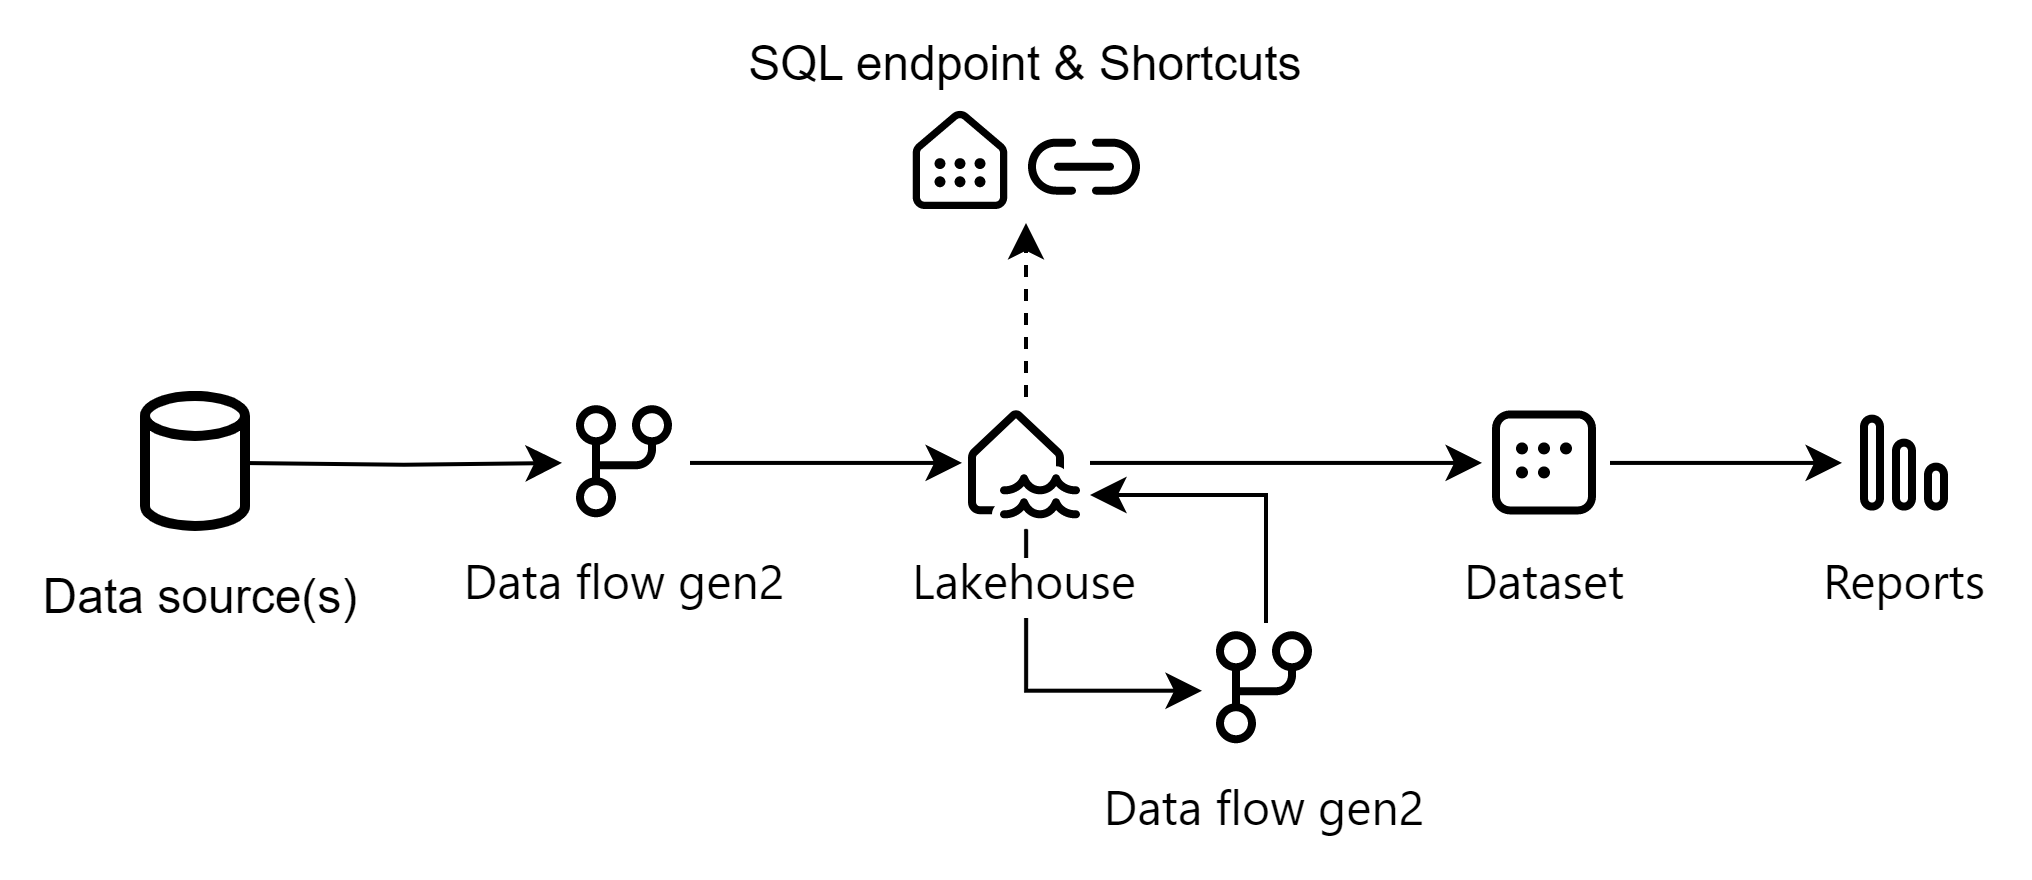 SQL endpoint & Shortcuts
Data source(s)
Data flow gen2
Lakehouse
Dataset
Reports
Data flow gen2